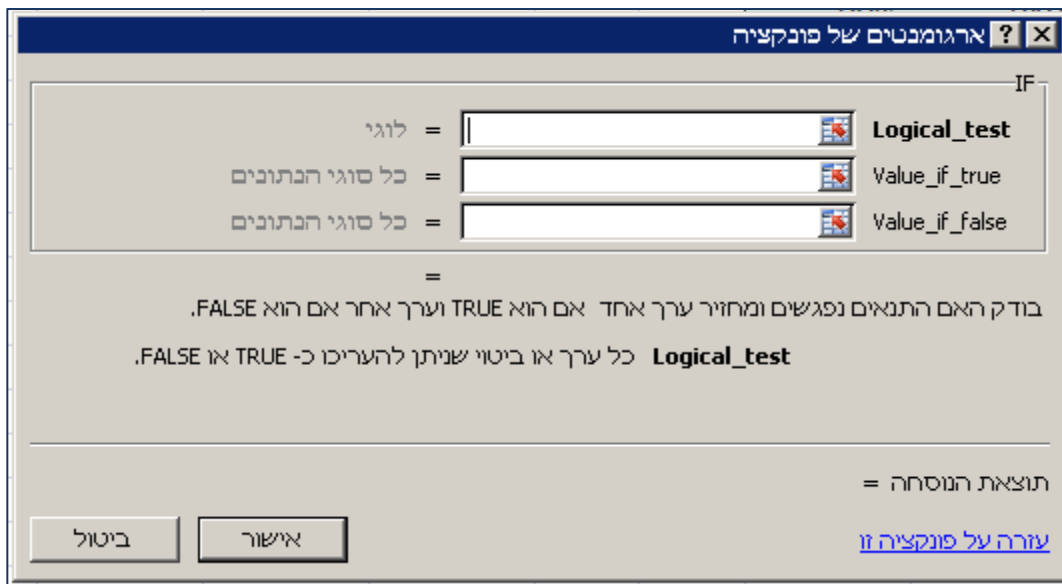 ארגומנטים של פונקציה
IF
Logical_test = לוגי
Value_if_true = כל סוגי הנתונים
Value_if_false = כל סוגי הנתונים
=
בודק האם התנאים נפגשים ומחזיר ערך אחד אם הוא TRUE וערך אחר אם הוא FALSE.
Logical_test כל ערך או ביטוי שניתן להעריכו כ- TRUE או FALSE.
תוצאת הנוסחה =
עזרה על פונקציה זו
אישור ביטול